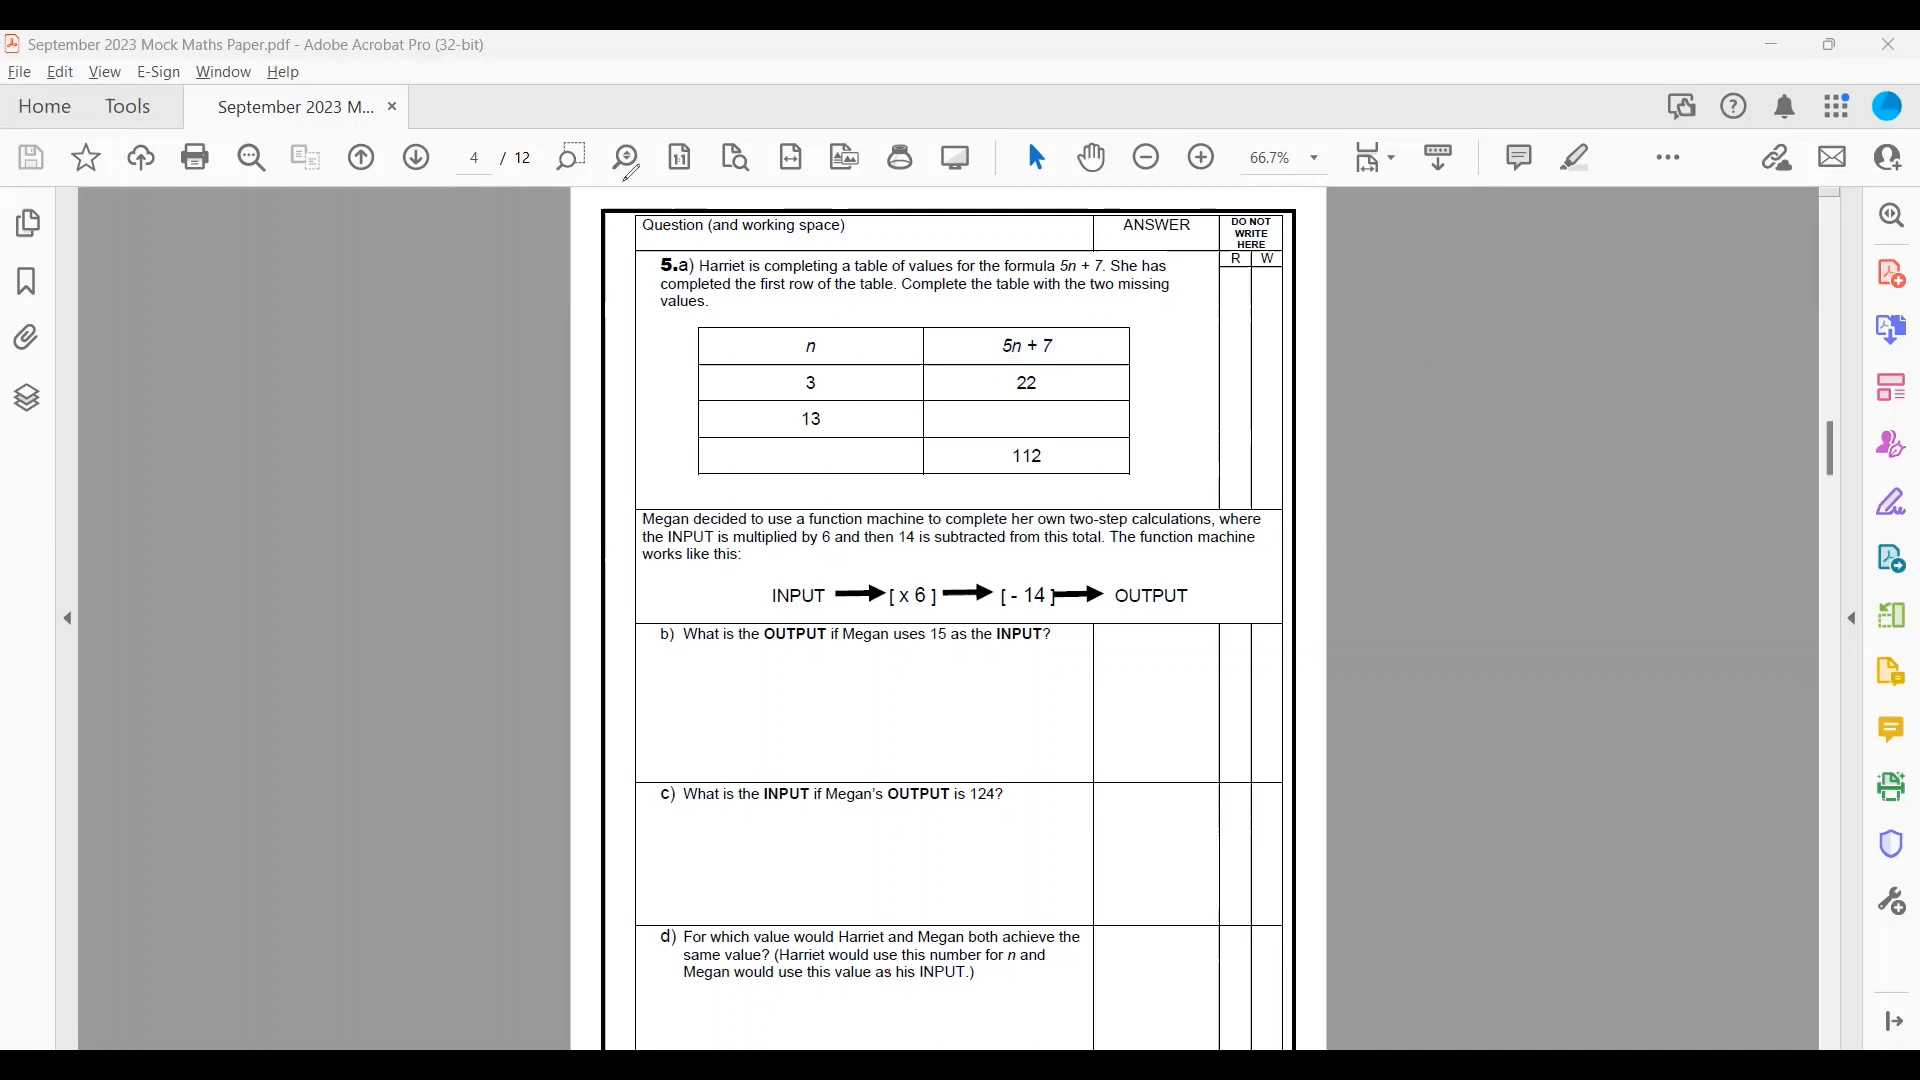 September 2023 Mock Maths Paper.pdf - Adobe Acrobat Pro (32-bit)
File Edit View E-Sign Window Help
Home Tools September 2023 M... ×
4 / 12 66.7%
Question (and working space) ANSWER DO NOT
WRITE
HERE
R W
5.a) Harriet is completing a table of values for the formula 5n + 7. She has
completed the first row of the table. Complete the table with the two missing
values.
n 5n + 7
3 22
13
112
Megan decided to use a function machine to complete her own two-step calculations, where
the INPUT is multiplied by 6 and then 14 is subtracted from this total. The function machine
works like this:
INPUT [ x 6 ] [ - 14 ] OUTPUT
b) What is the OUTPUT if Megan uses 15 as the INPUT?
c) What is the INPUT if Megan's OUTPUT is 124?
d) For which value would Harriet and Megan both achieve the
same value? (Harriet would use this number for n and
Megan would use this value as his INPUT.)